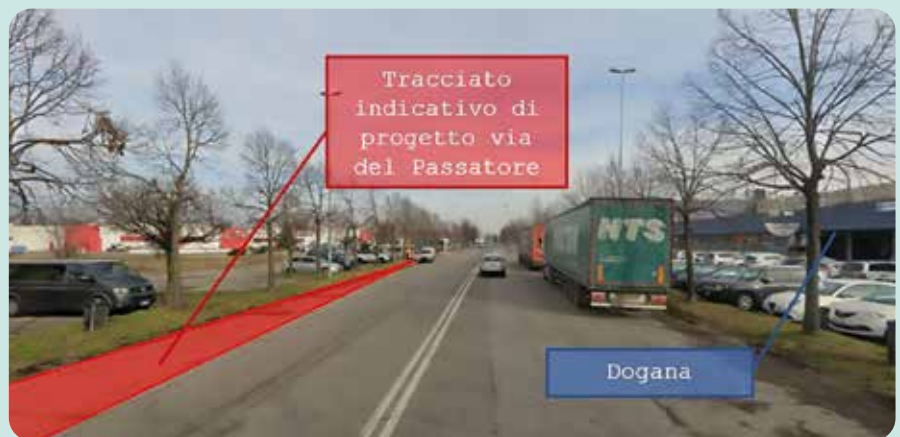 Tracciato
indicativo di
progetto via
del Passatore
NTS
Dogana